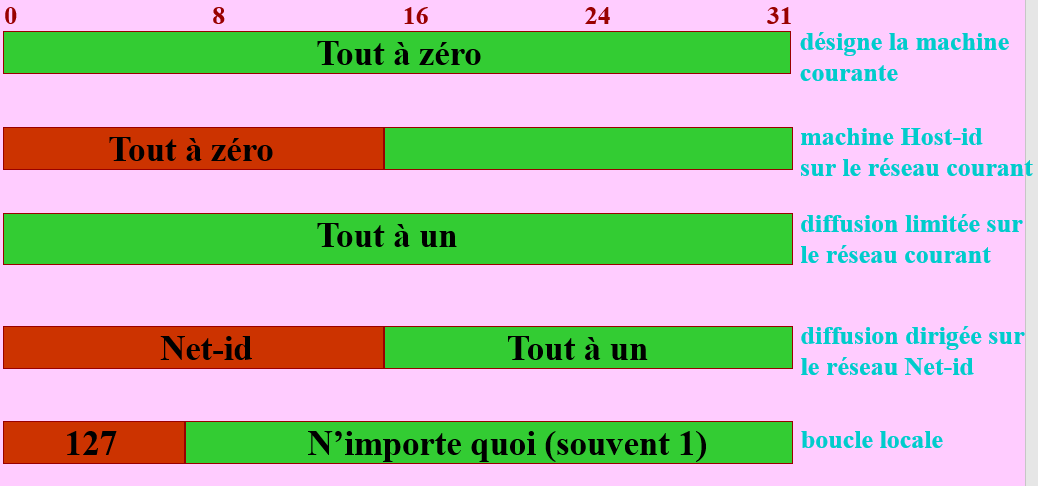 0 8 16 24 31
Tout à zéro
désigne la machine
courante
Tout à zéro
machine Host-id
sur le réseau courant
Tout à un
diffusion limitée sur
le réseau courant
Net-id
Tout à un
diffusion dirigée sur
le réseau Net-id
127
N’importe quoi (souvent 1)
boucle locale